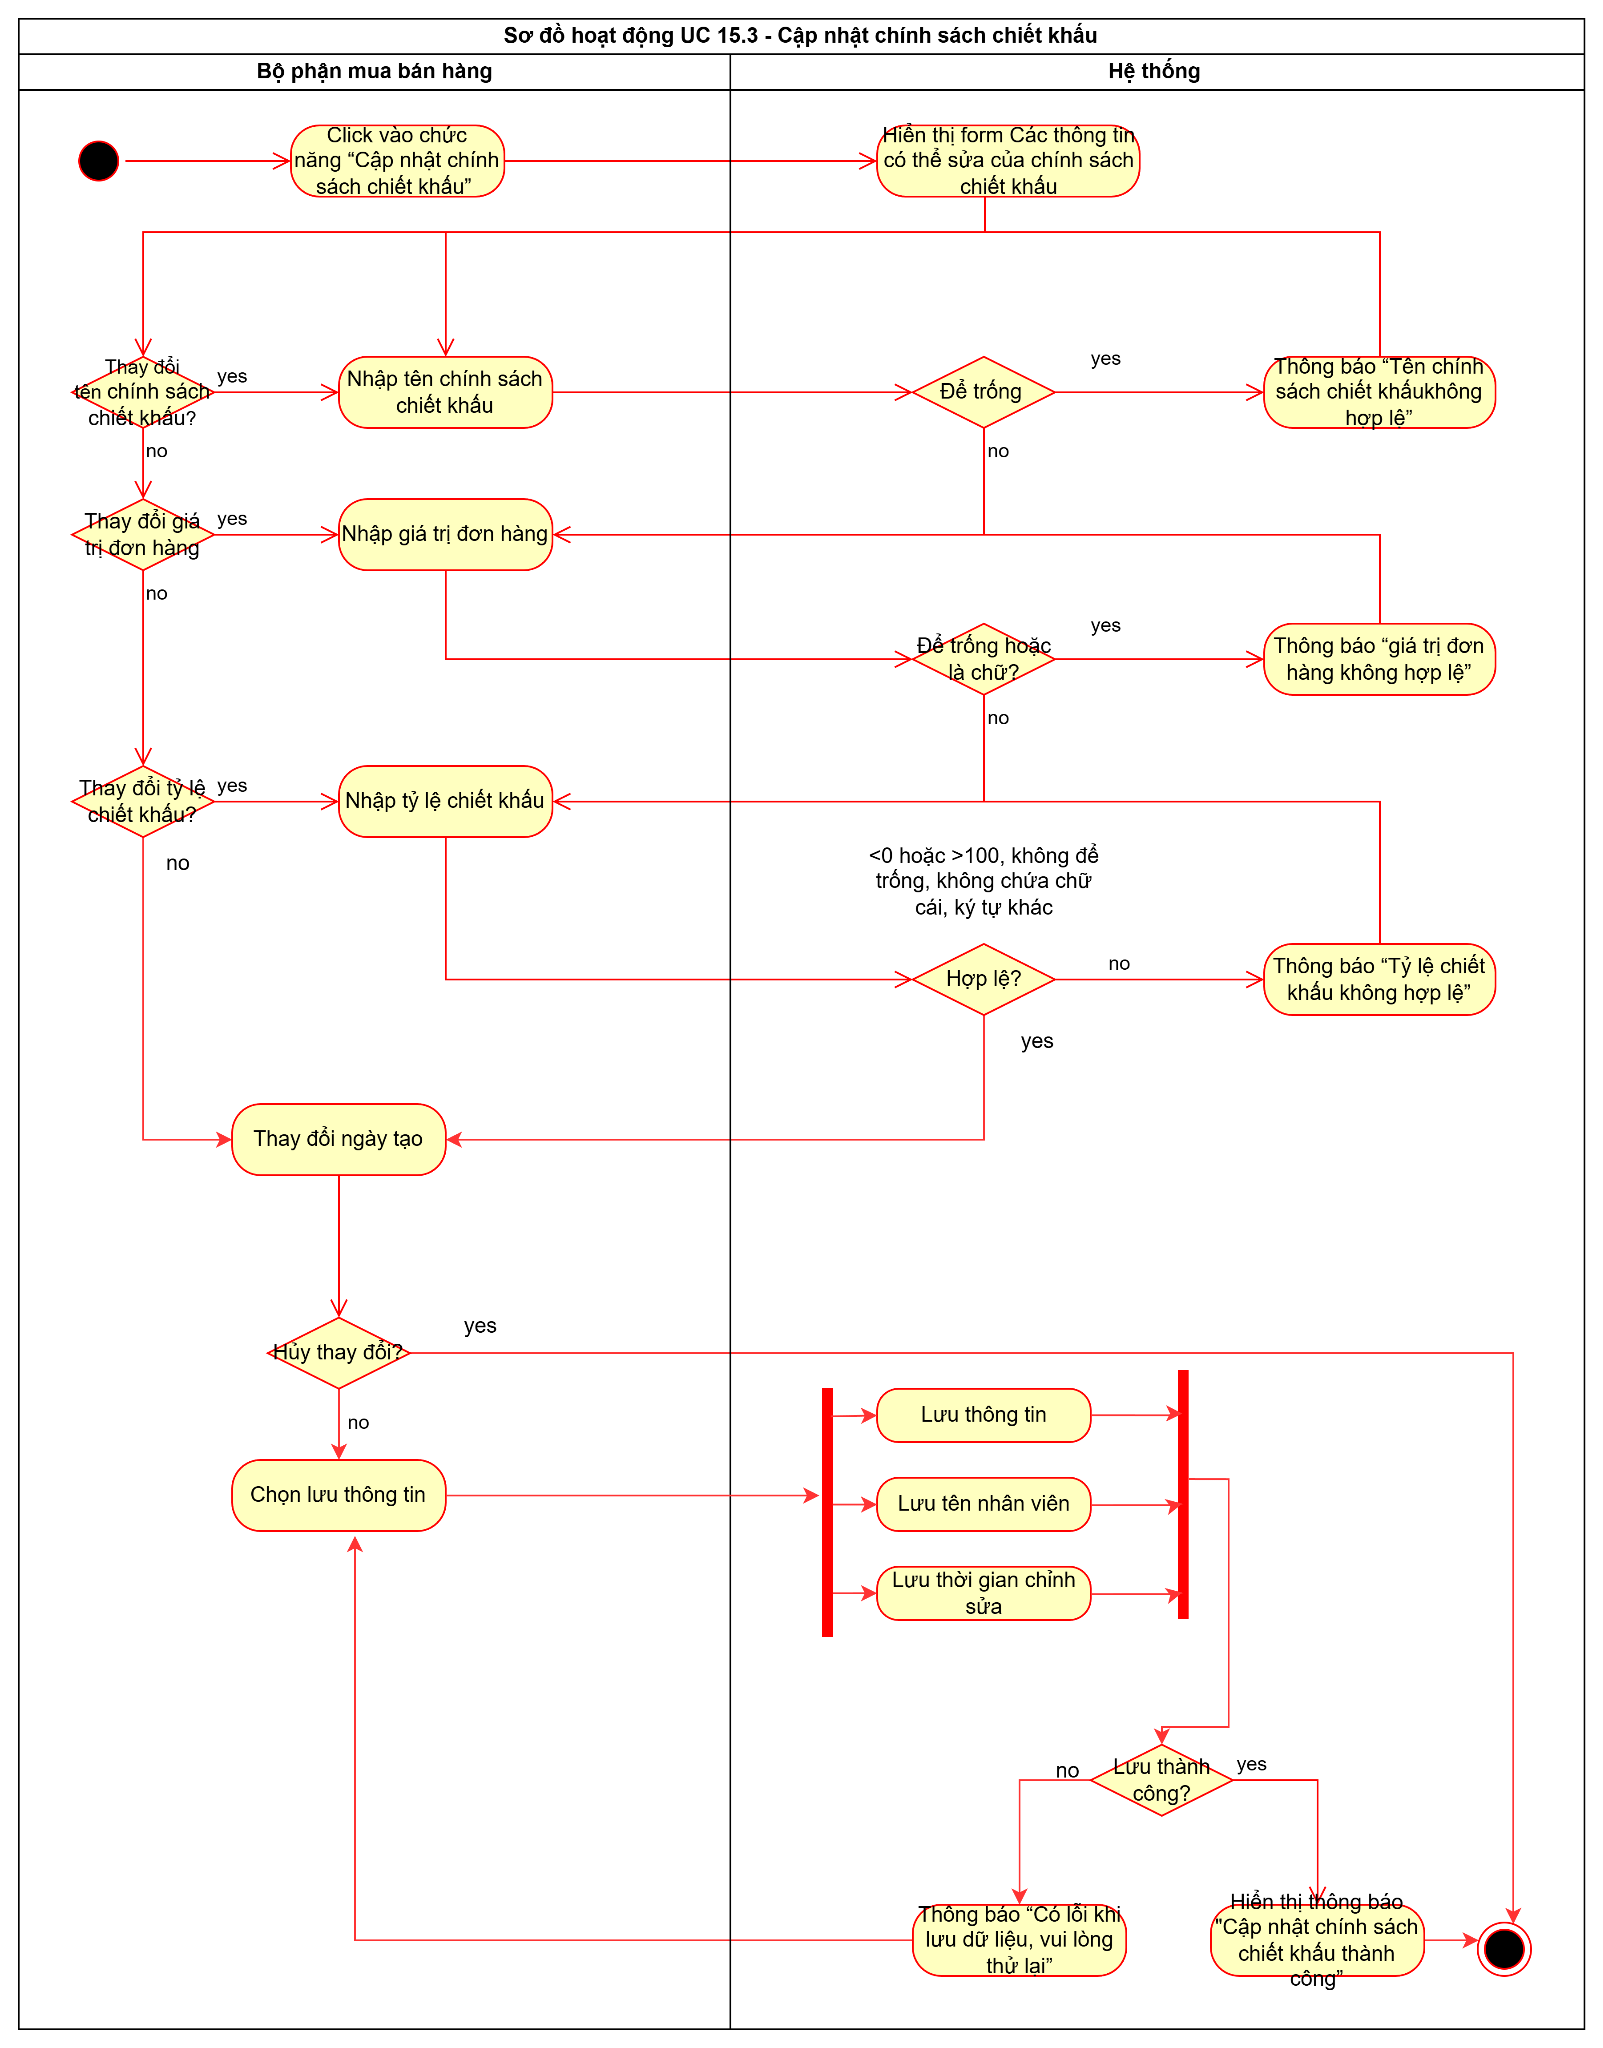 Sơ đồ hoạt động UC 15.3 - Cập nhật chính sách chiết khấu
Bộ phận mua bán hàng
Hệ thống
Click vào chức
năng “Cập nhật chính
sách chiết khấu”
Hiển thị form Các thông tin
có thể sửa của chính sách
chiết khấu
Thay đổi
tên chính sách
chiết khấu?
yes
Nhập tên chính sách
chiết khấu
Để trống
yes
Thông báo “Tên chính
sách chiết khấukhông
hợp lệ”
no
no
Thay đổi giá
trị đơn hàng
yes
Nhập giá trị đơn hàng
no
Để trống hoặc
là chữ?
yes
Thông báo “giá trị đơn
hàng không hợp lệ”
no
Thay đổi tỷ lệ
chiết khấu?
yes
Nhập tỷ lệ chiết khấu
no
<0 hoặc >100, không để
trống, không chứa chữ
cái, ký tự khác
Hợp lệ?
no
Thông báo “Tỷ lệ chiết
khấu không hợp lệ”
yes
Thay đổi ngày tạo
Hủy thay đổi?
yes
no
Chọn lưu thông tin
Lưu thông tin
Lưu tên nhân viên
Lưu thời gian chỉnh
sửa
Lưu thành
công?
no
yes
Thông báo “Có lỗi khi
lưu dữ liệu, vui lòng
thử lại”
Hiển thị thông báo
"Cập nhật chính sách
chiết khấu thành
công”